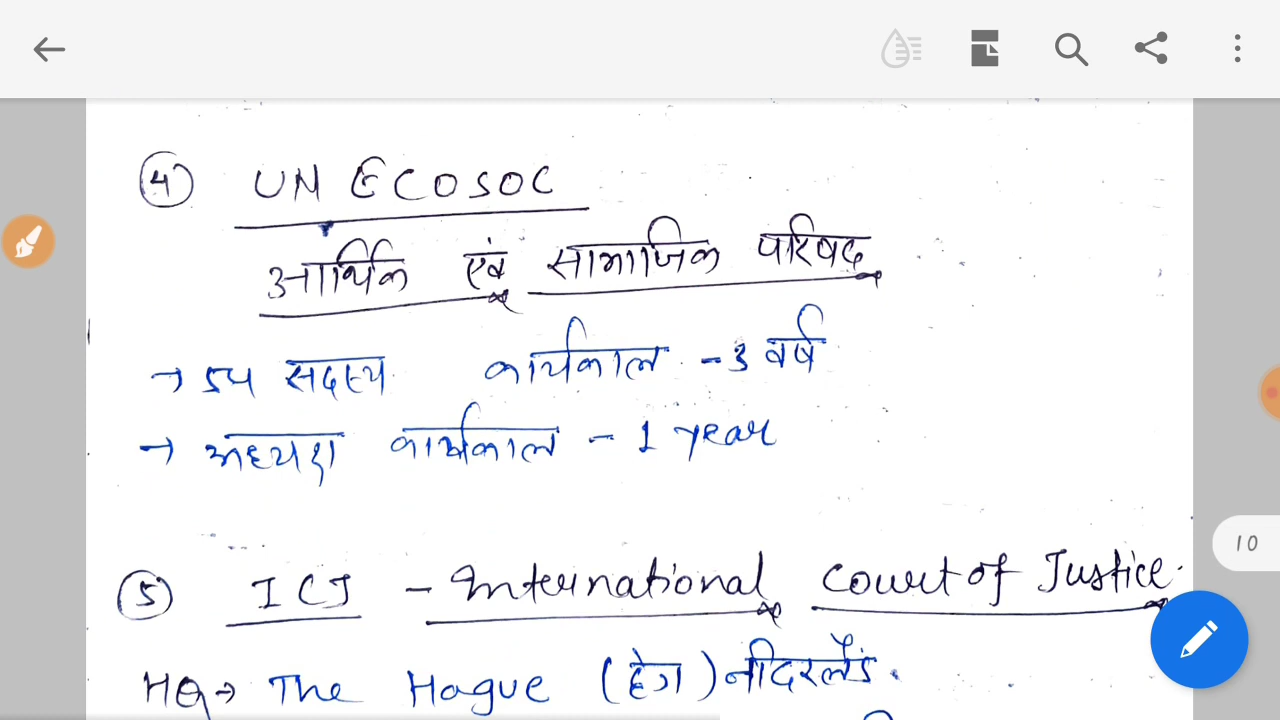 ④ UN ECOSOC
आर्थिक एवं सामाजिक परिषद
→ 54 सदस्य कार्यकाल - 3 वर्ष
→ अध्यक्ष कार्यकाल - 1 year
⑤ ICJ - International Court of Justice.
HQ → The Hague (हेग) नीदरलैंड.
10